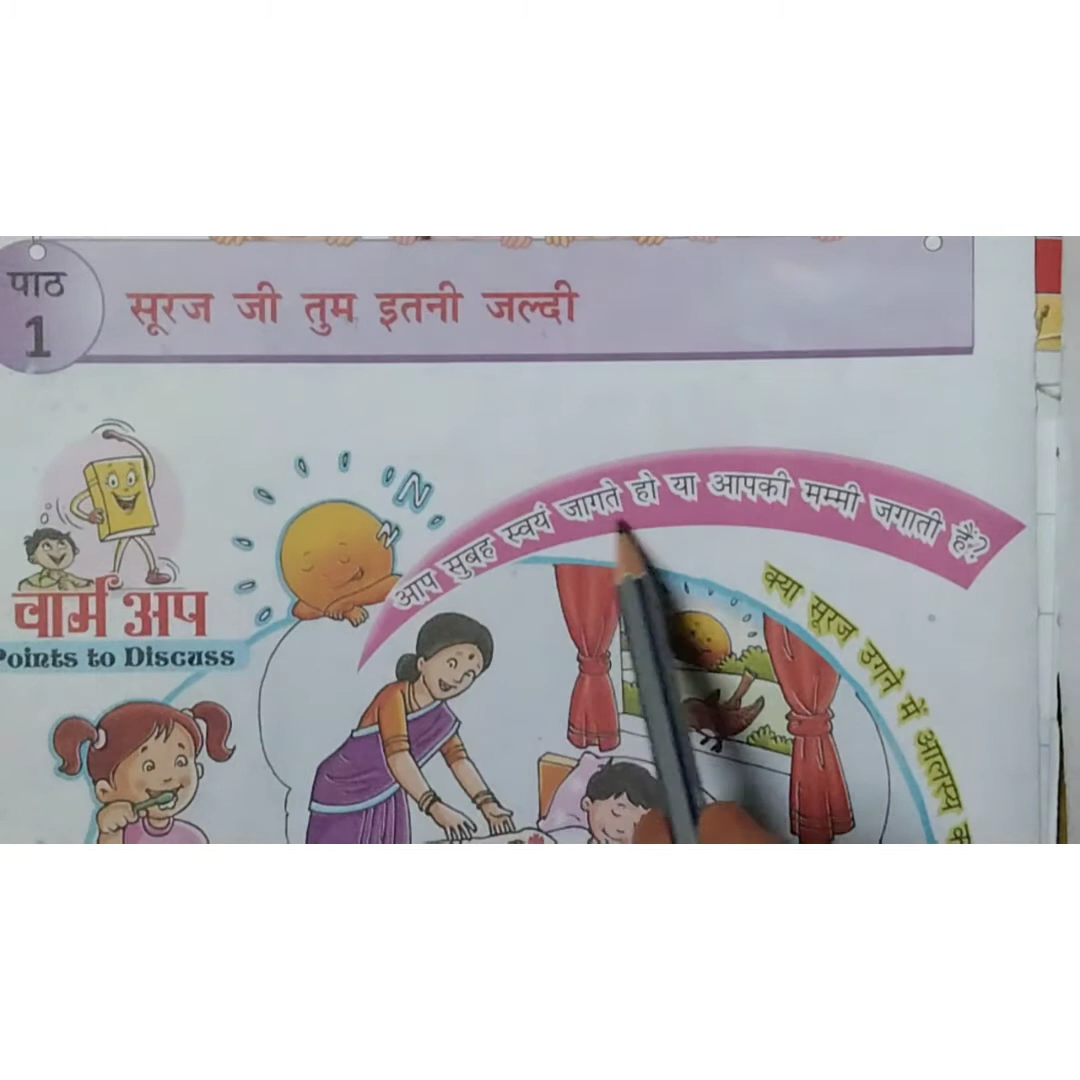 पाठ
1
सूरज जी तुम इतनी जल्दी
N
N
Z
आप सुबह स्वयं जागते हो या आपकी मम्मी जगाती हैं?
वार्म अप
Points to Discuss
क्या सूरज उगने में आलस्य